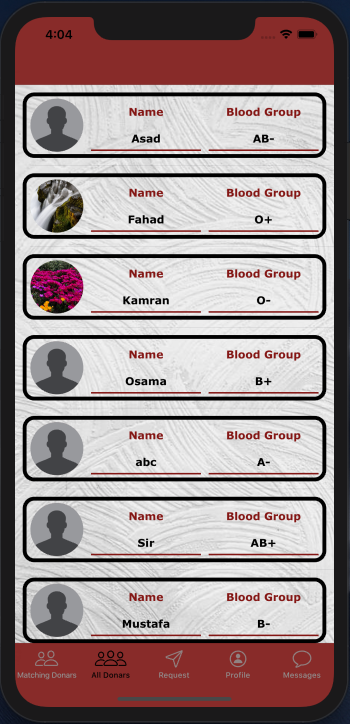 4:04
Name Blood Group
Asad AB-
Name Blood Group
Fahad O+
Name Blood Group
Kamran O-
Name Blood Group
Osama B+
Name Blood Group
abc A-
Name Blood Group
Sir AB+
Name Blood Group
Mustafa B-
Matching Donars All Donars Request Profile Messages